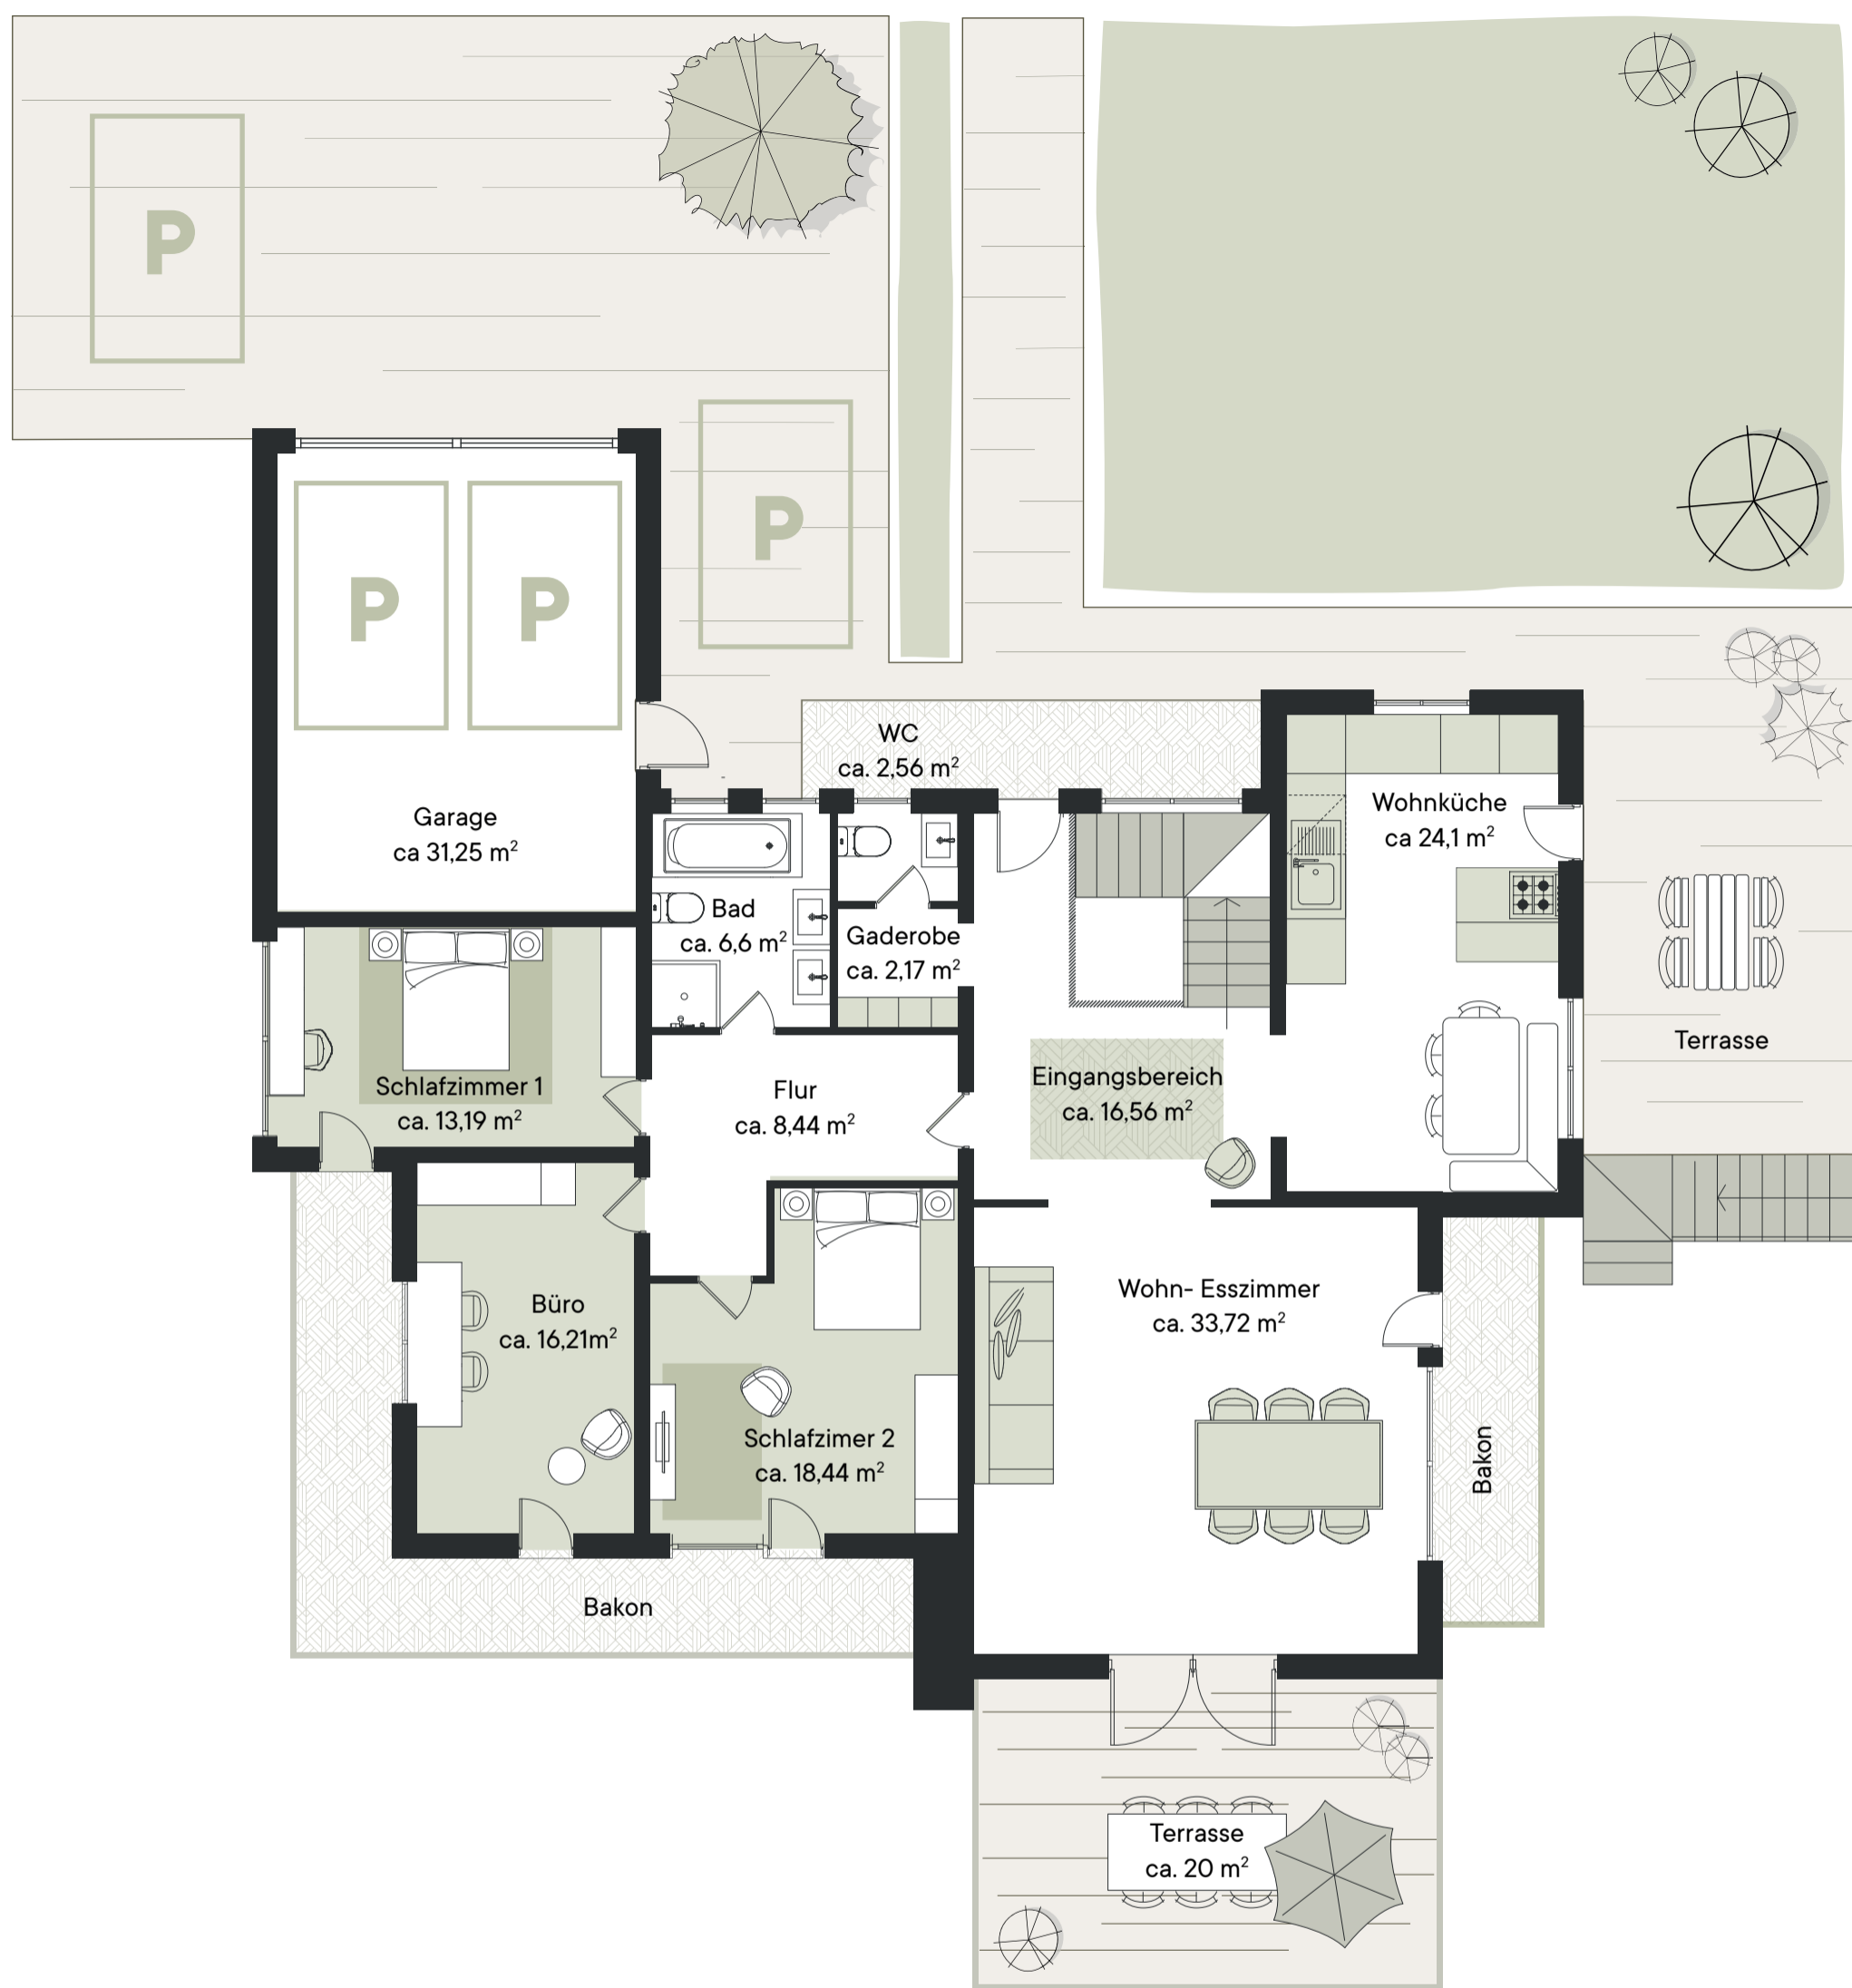 P
P
P
P
WC
ca. 2,56 m²
Garage
ca 31,25 m²
Wohnküche
ca 24,1 m²
Bad
ca. 6,6 m²
Gaderobe
ca. 2,17 m²
Terrasse
Schlafzimmer 1
ca. 13,19 m²
Flur
ca. 8,44 m²
Eingangsbereich
ca. 16,56 m²
Büro
ca. 16,21m²
Wohn- Esszimmer
ca. 33,72 m²
Schlafzimer 2
ca. 18,44 m²
Bakon
Bakon
Terrasse
ca. 20 m²